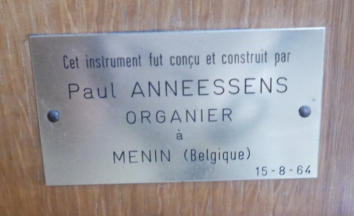 Cet instrument fut conçu et construit par
Paul ANNEESSENS
ORGANIER
à
MENIN (Belgique)
15-8-64